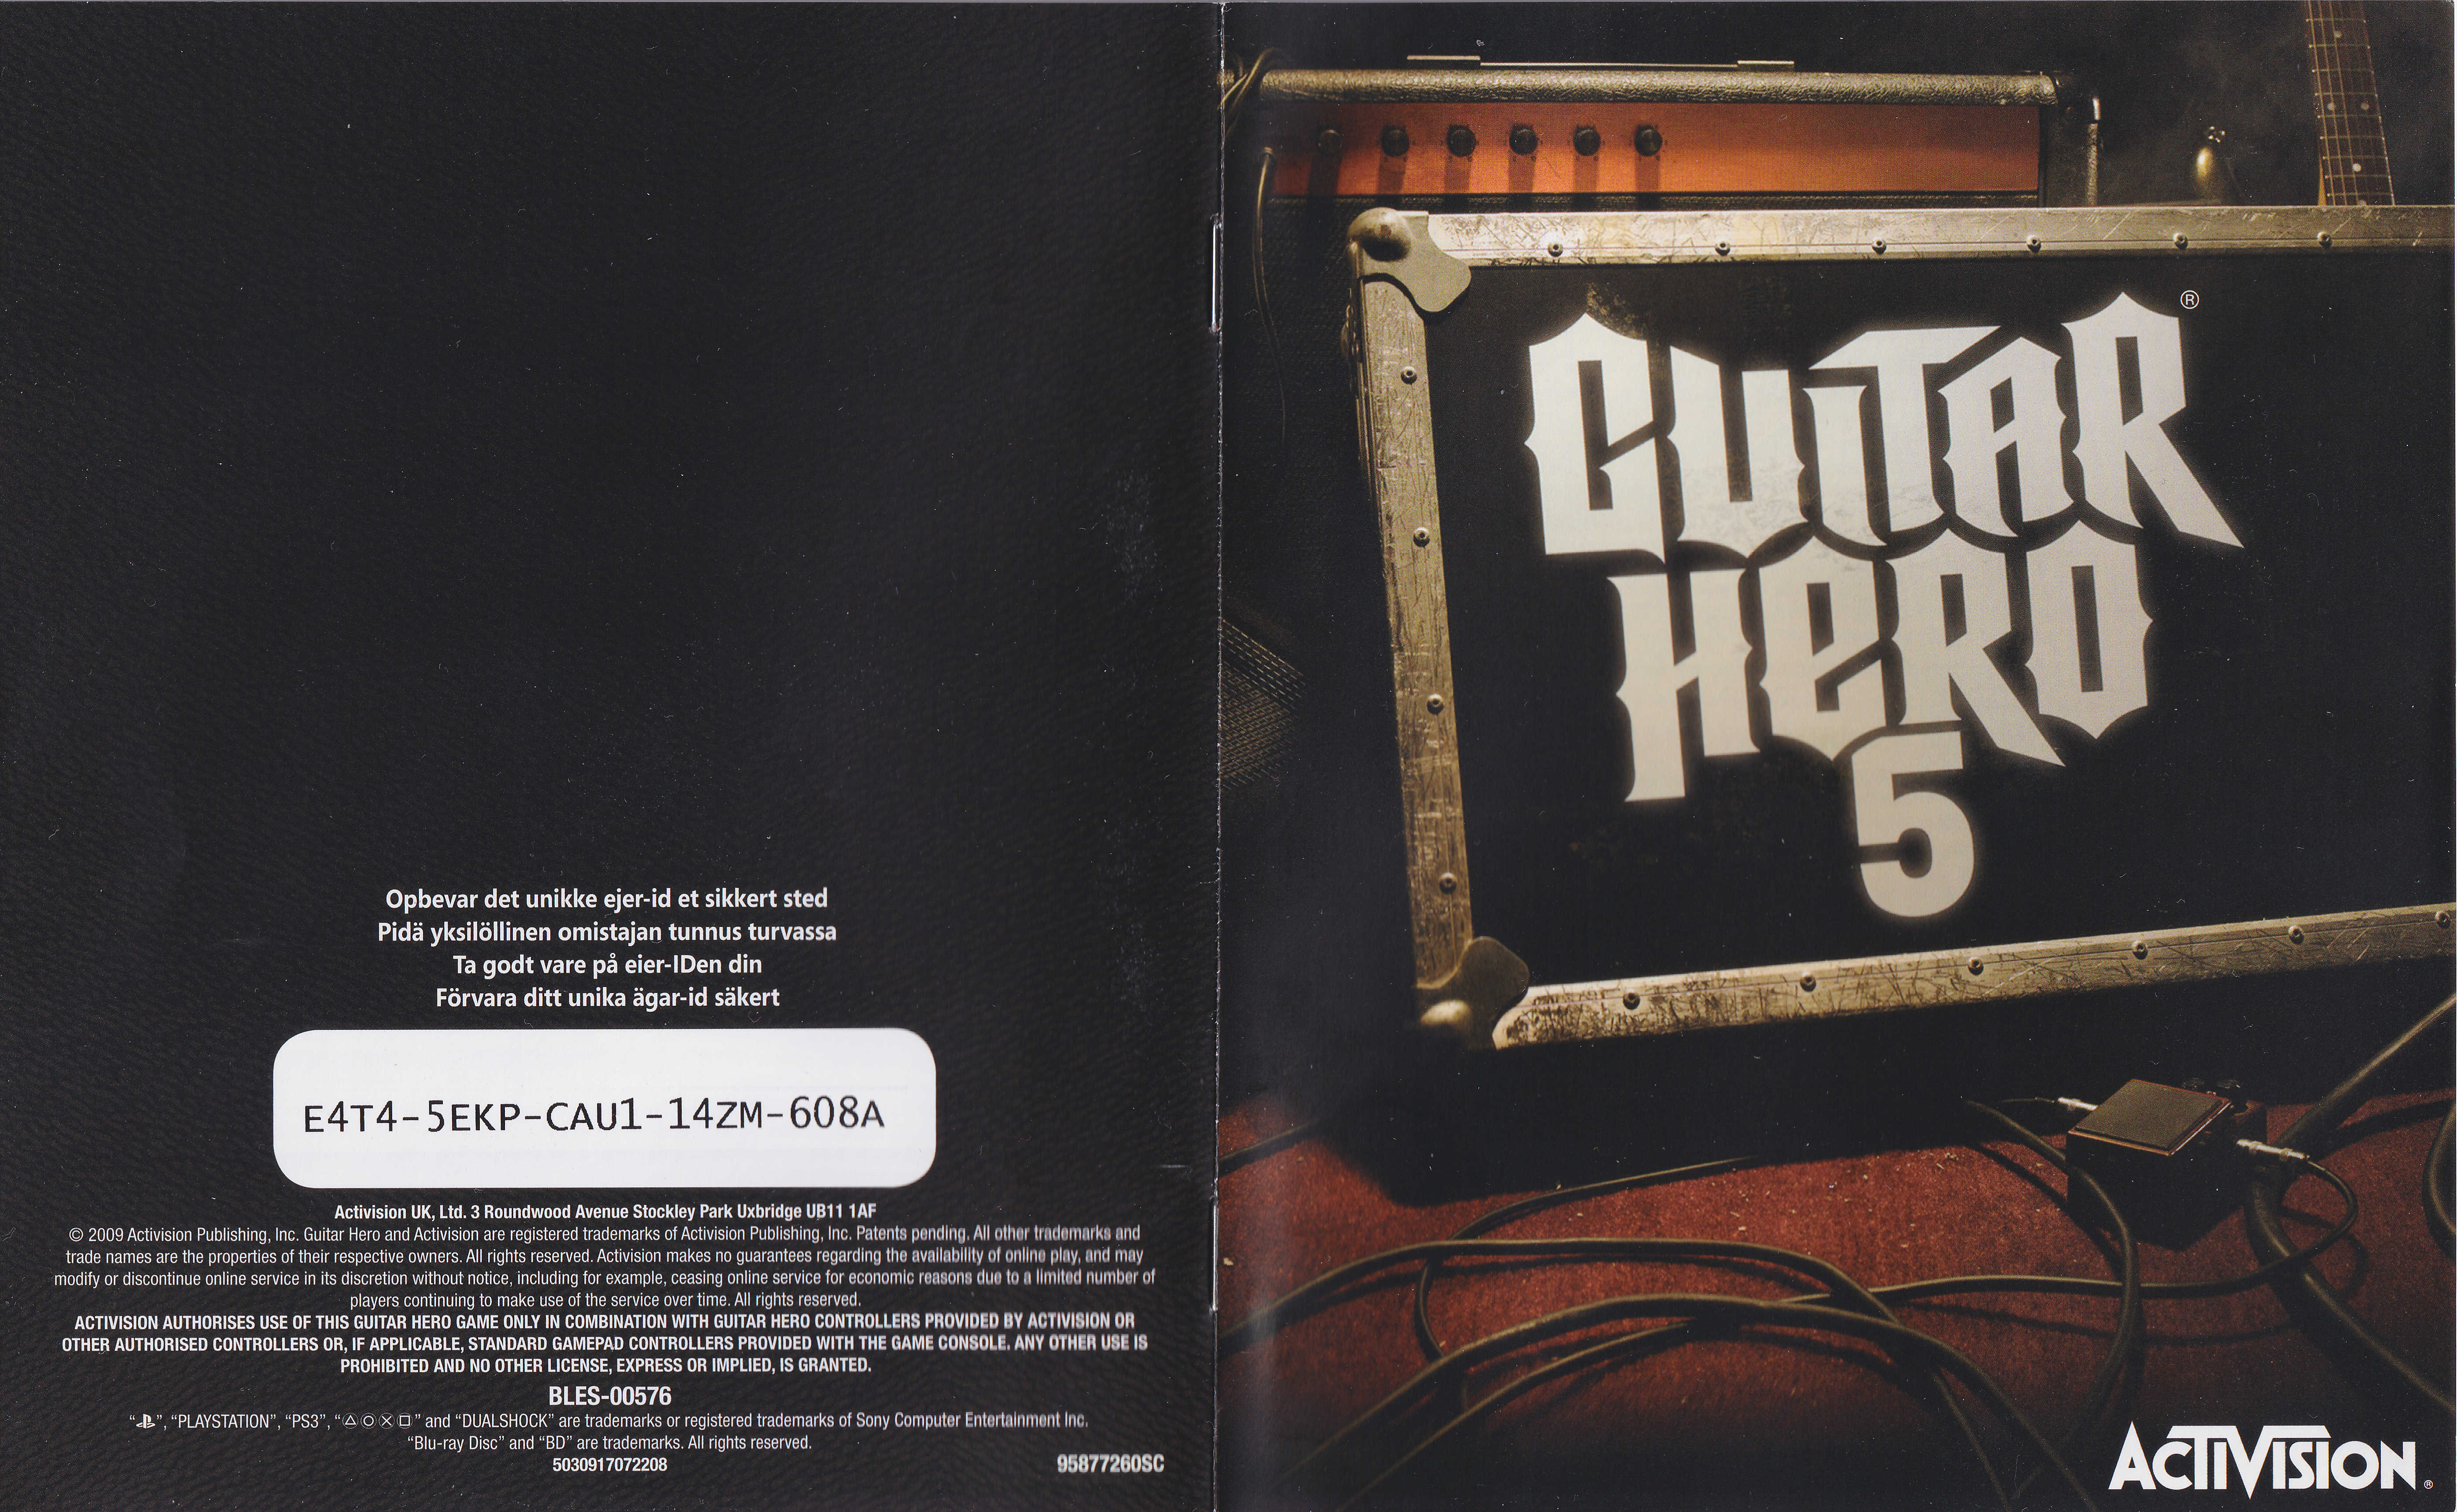 Opbevar det unikke ejer-id et sikkert sted
Pidä yksilöllinen omistajan tunnus turvassa
Ta godt vare på eier-IDen din
Förvara ditt unika ägar-id säkert
E4T4-5EKP-CAU1-14ZM-608A
Activision UK, Ltd. 3 Roundwood Avenue Stockley Park Uxbridge UB11 1AF
© 2009 Activision Publishing, Inc. Guitar Hero and Activision are registered trademarks of Activision Publishing, Inc. Patents pending. All other trademarks and
trade names are the properties of their respective owners. All rights reserved. Activision makes no guarantees regarding the availability of online play, and may
modify or discontinue online service in its discretion without notice, including for example, ceasing online service for economic reasons due to a limited number of
players continuing to make use of the service over time. All rights reserved.
ACTIVISION AUTHORISES USE OF THIS GUITAR HERO GAME ONLY IN COMBINATION WITH GUITAR HERO CONTROLLERS PROVIDED BY ACTIVISION OR
OTHER AUTHORISED CONTROLLERS OR, IF APPLICABLE, STANDARD GAMEPAD CONTROLLERS PROVIDED WITH THE GAME CONSOLE. ANY OTHER USE IS
PROHIBITED AND NO OTHER LICENSE, EXPRESS OR IMPLIED, IS GRANTED.
BLES-00576
“”, “PLAYSTATION”, “PS3”, “△○✕□” and “DUALSHOCK” are trademarks or registered trademarks of Sony Computer Entertainment Inc.
“Blu-ray Disc” and “BD” are trademarks. All rights reserved.
5030917072208
95877260SC
GUiTAR®
HeRO
5
ACTIVISION®